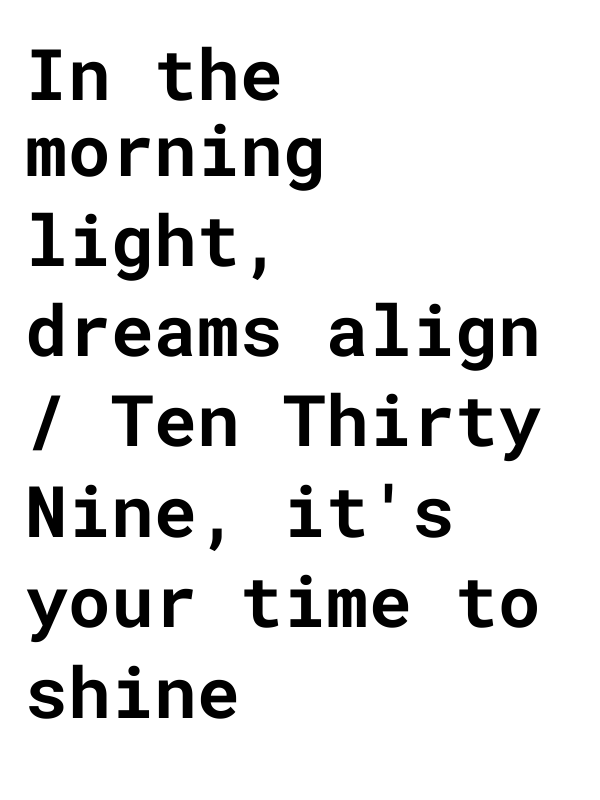 In the
morning
light,
dreams align
/ Ten Thirty
Nine, it's
your time to
shine